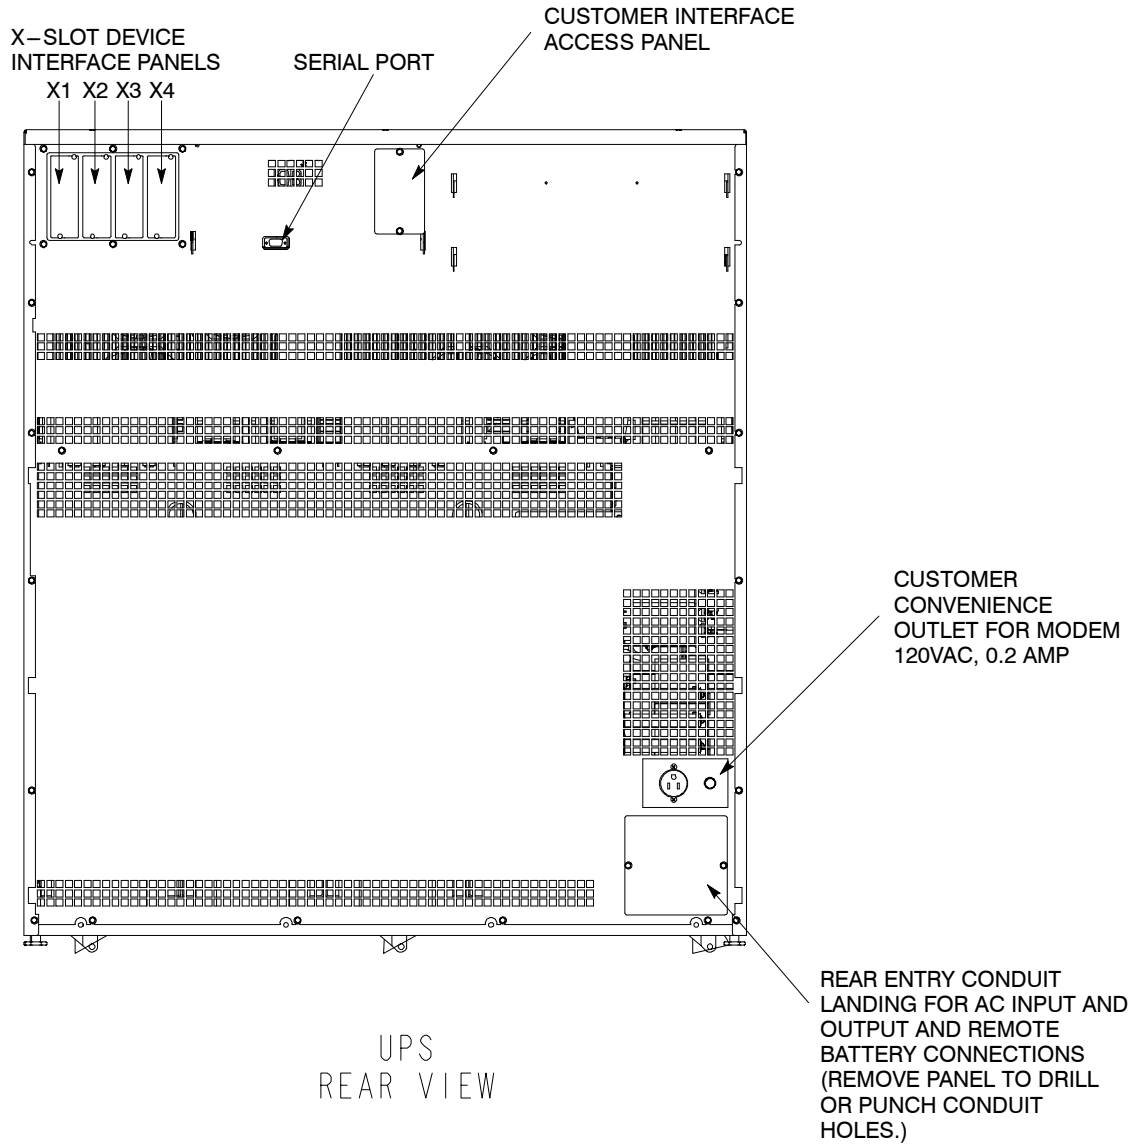 CUSTOMER INTERFACE
ACCESS PANEL
X–SLOT DEVICE
INTERFACE PANELS
SERIAL PORT
X1 X2 X3 X4
CUSTOMER
CONVENIENCE
OUTLET FOR MODEM
120VAC, 0.2 AMP
REAR ENTRY CONDUIT
LANDING FOR AC INPUT AND
OUTPUT AND REMOTE
BATTERY CONNECTIONS
(REMOVE PANEL TO DRILL
OR PUNCH CONDUIT
HOLES.)
UPS
REAR VIEW